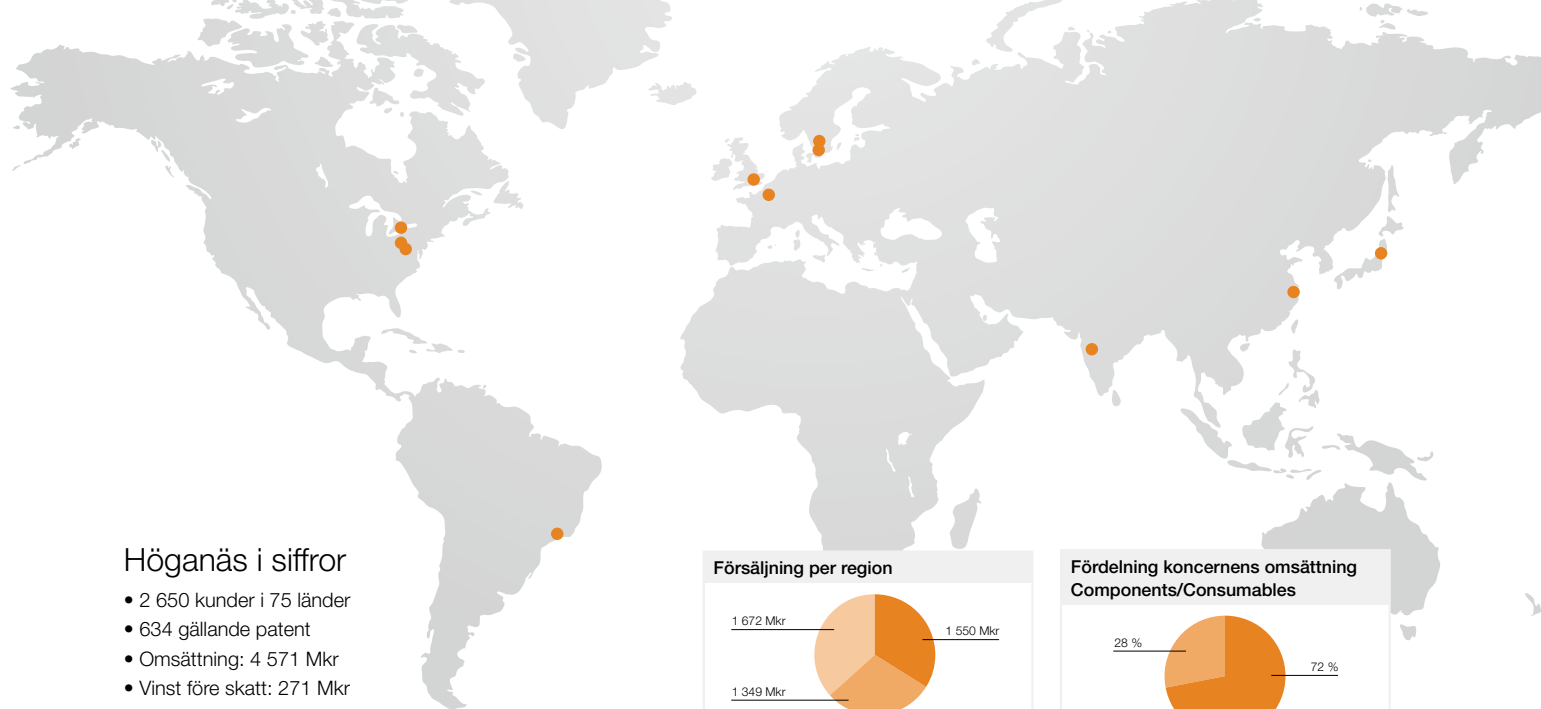 Höganäs i siffror
• 2 650 kunder i 75 länder
• 634 gällande patent
• Omsättning: 4 571 Mkr
• Vinst före skatt: 271 Mkr
Försäljning per region
1 672 Mkr
1 550 Mkr
1 349 Mkr
Fördelning koncernens omsättning
Components/Consumables
28 %
72 %